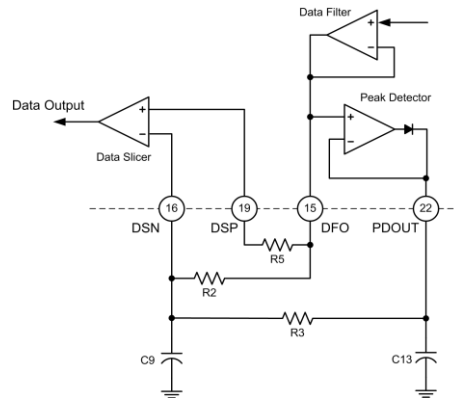 Data Filter
+
−
Data Output
Peak Detector
+
−
+
−
Data Slicer
16
19
15
22
DSN
DSP
DFO
PDOUT
R5
R2
R3
C9
C13